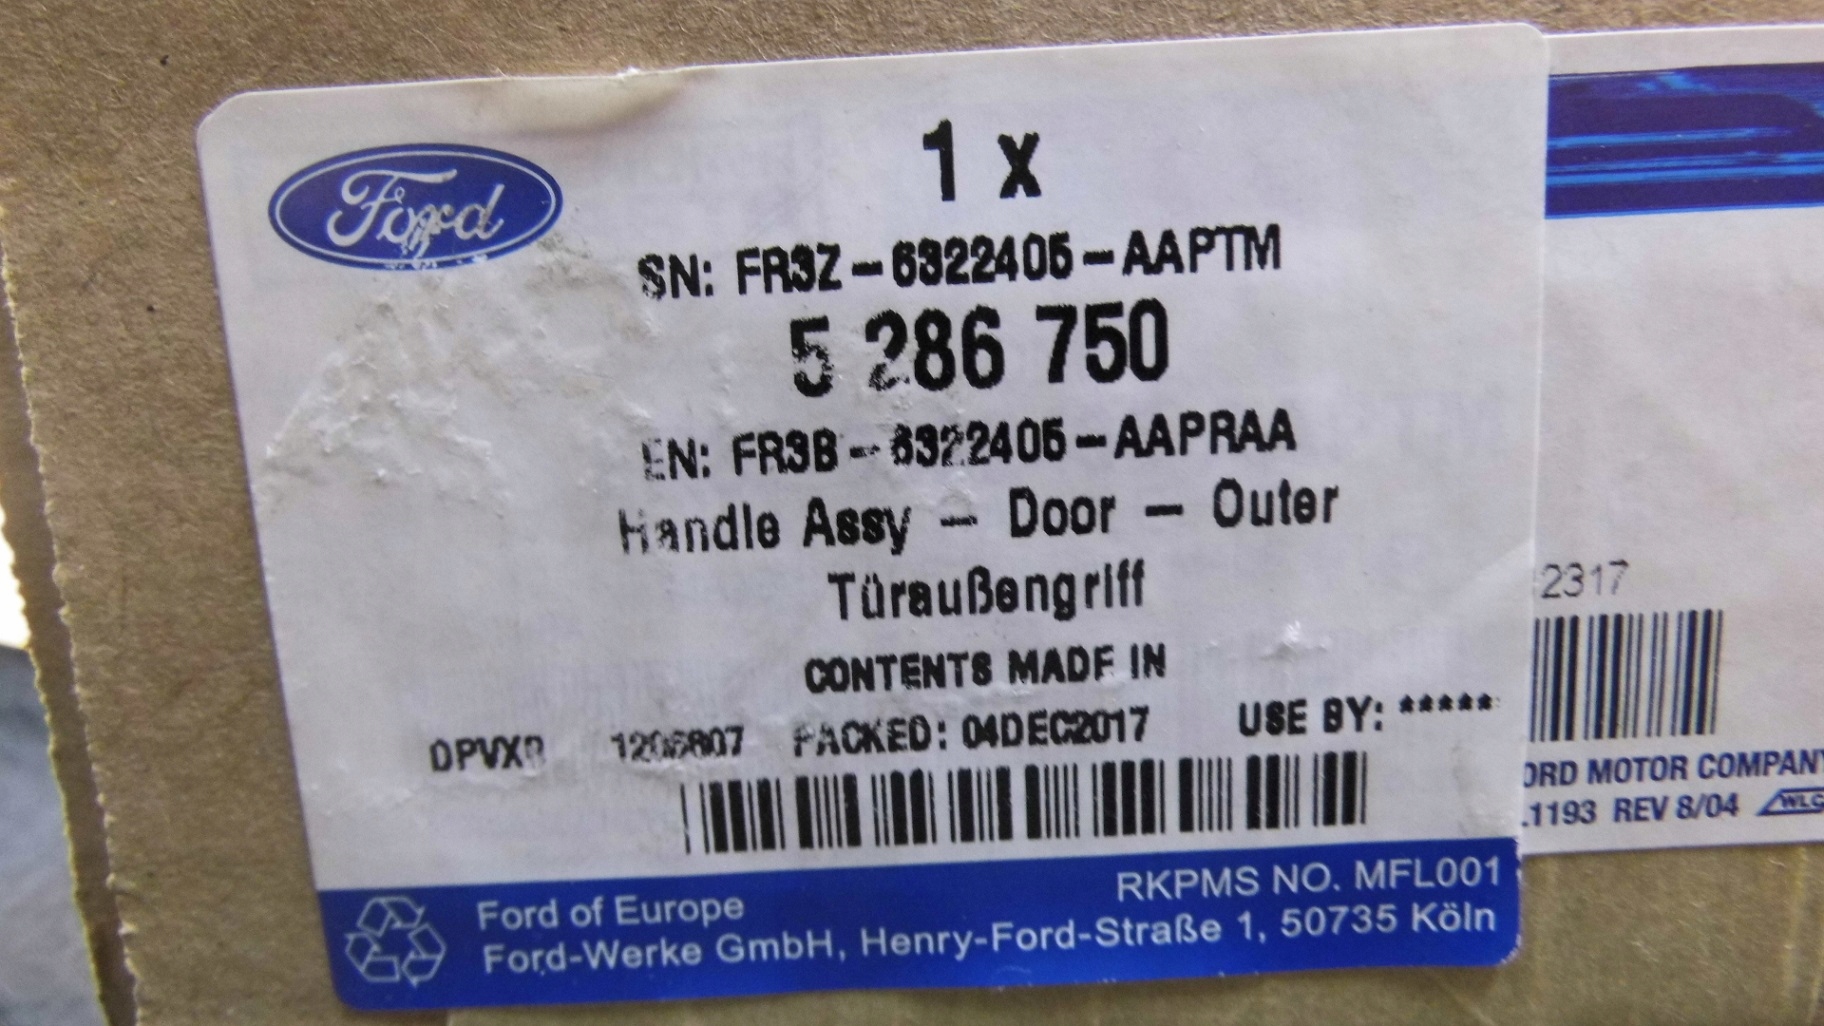 Ford
1 x
SN: FR3Z-6322405-AAPTM
5 286 750
EN: FR3B-6322405-AAPRAA
Handle Assy - Door - Outer
Türaußengriff
CONTENTS MADE IN
PACKED: 04DEC2017 USE BY: *****
RKPMS NO. MFL001
Ford of Europe
Ford-Werke GmbH, Henry-Ford-Straße 1, 50735 Köln
2317
ORD MOTOR COMPANY
.1193 REV 8/04 WLC